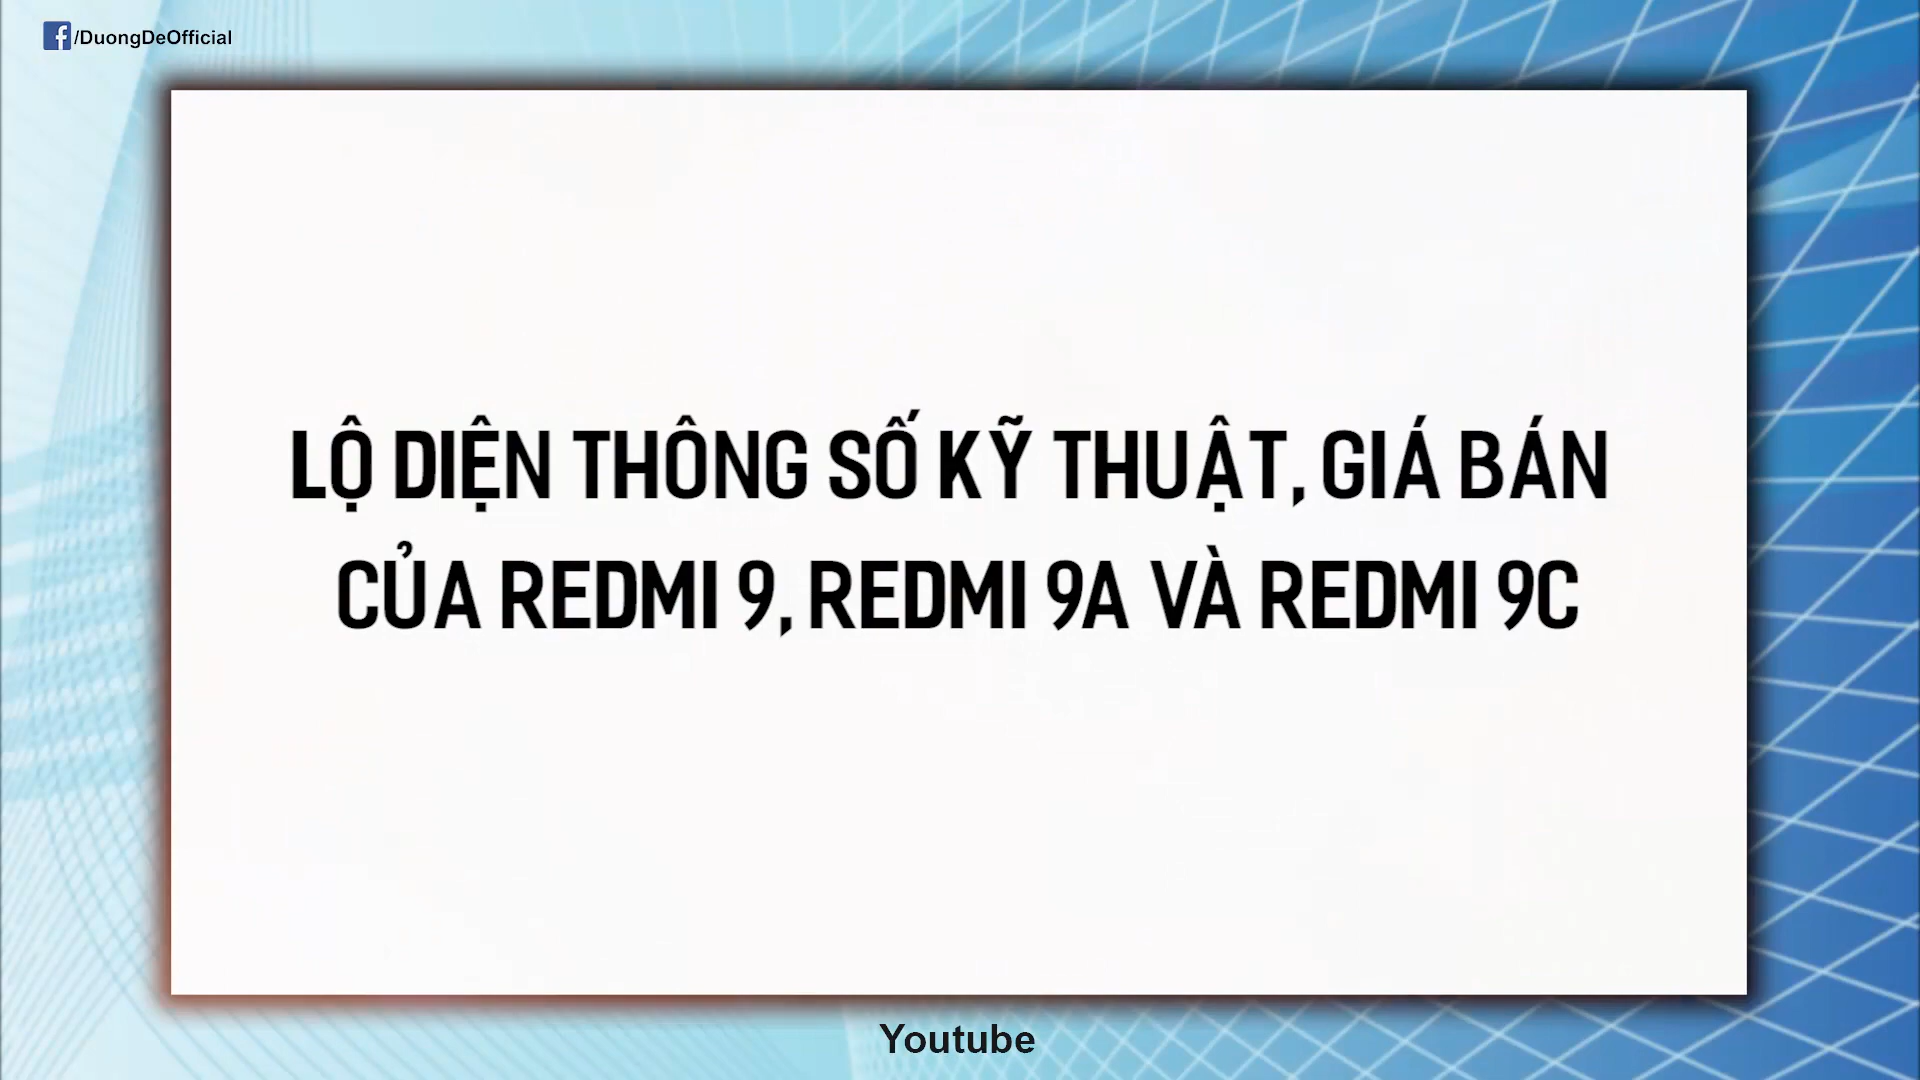 /DuongDeOfficial
LỘ DIỆN THÔNG SỐ KỸ THUẬT, GIÁ BÁN
CỦA REDMI 9, REDMI 9A VÀ REDMI 9C
Youtube